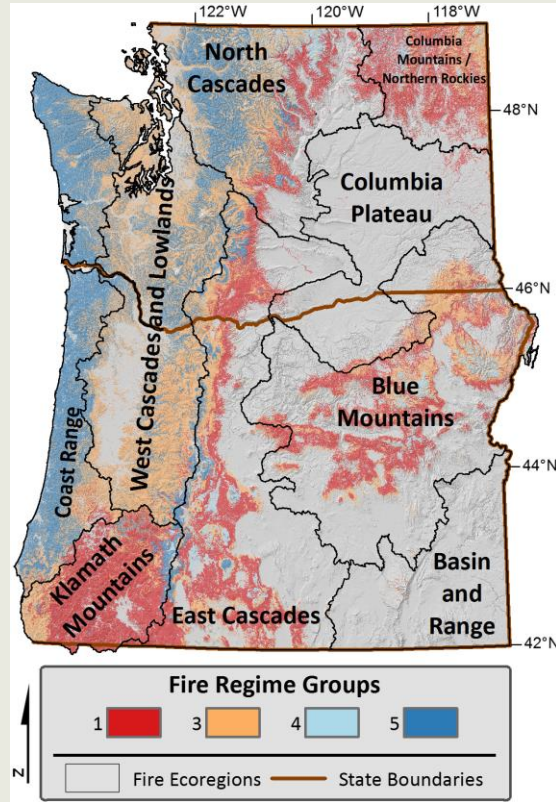 122°W 120°W 118°W
North
Cascades
Columbia
Mountains /
Northern Rockies
48°N
Columbia
Plateau
West Cascades and Lowlands
46°N
Blue
Mountains
Coast Range
44°N
Klamath
Mountains
East Cascades
Basin
and
Range
42°N
Fire Regime Groups
1 3 4 5
Fire Ecoregions State Boundaries
N